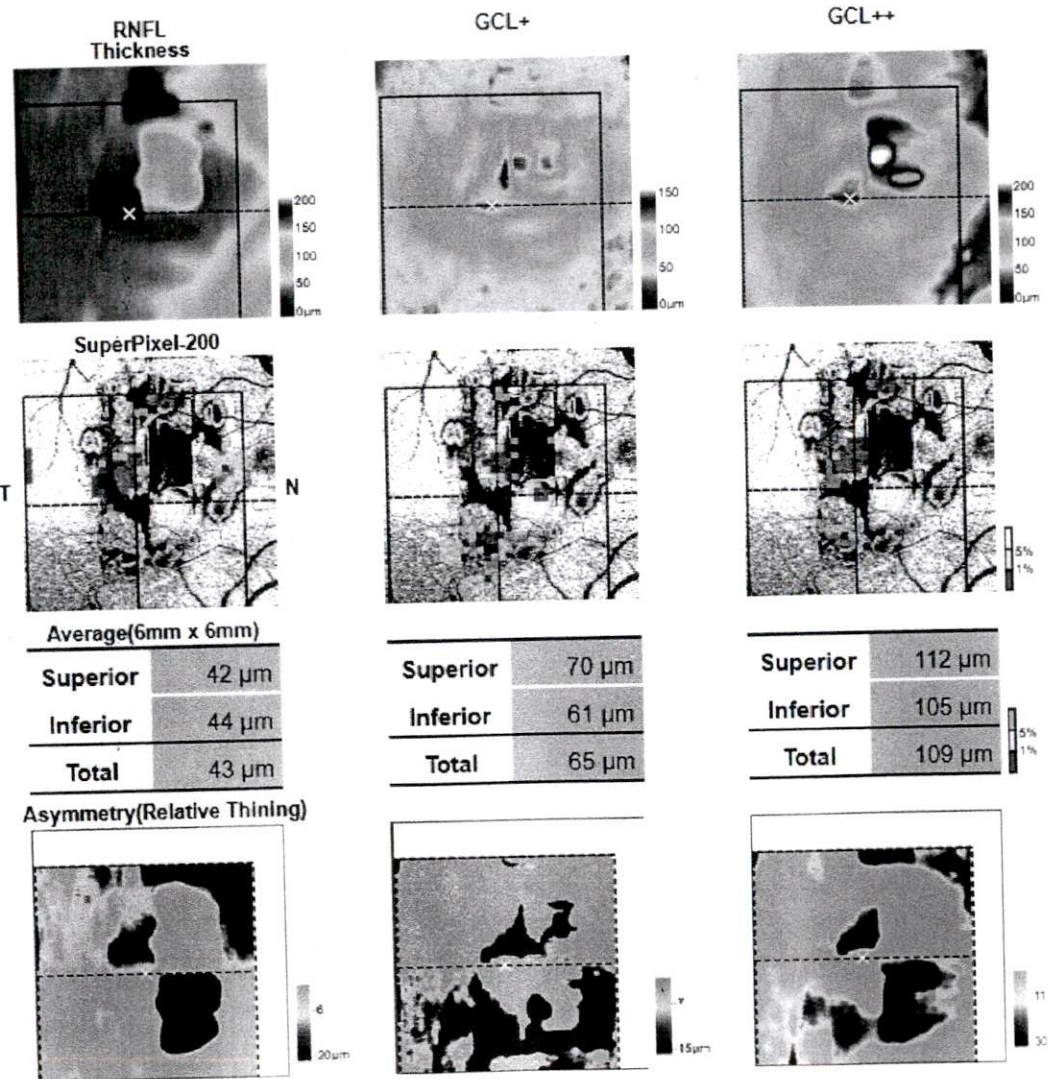 RNFL
Thickness
GCL+
GCL++
200
150
100
50
0µm
150
100
50
0µm
200
150
100
50
0µm
SuperPixel-200
T
N
5%
1%
Average(6mm x 6mm)
Superior 42 µm
Inferior 44 µm
Total 43 µm
Superior 70 µm
Inferior 61 µm
Total 65 µm
Superior 112 µm
Inferior 105 µm
Total 109 µm
5%
1%
Asymmetry(Relative Thining)
-6
20µm
-15µm
11
30